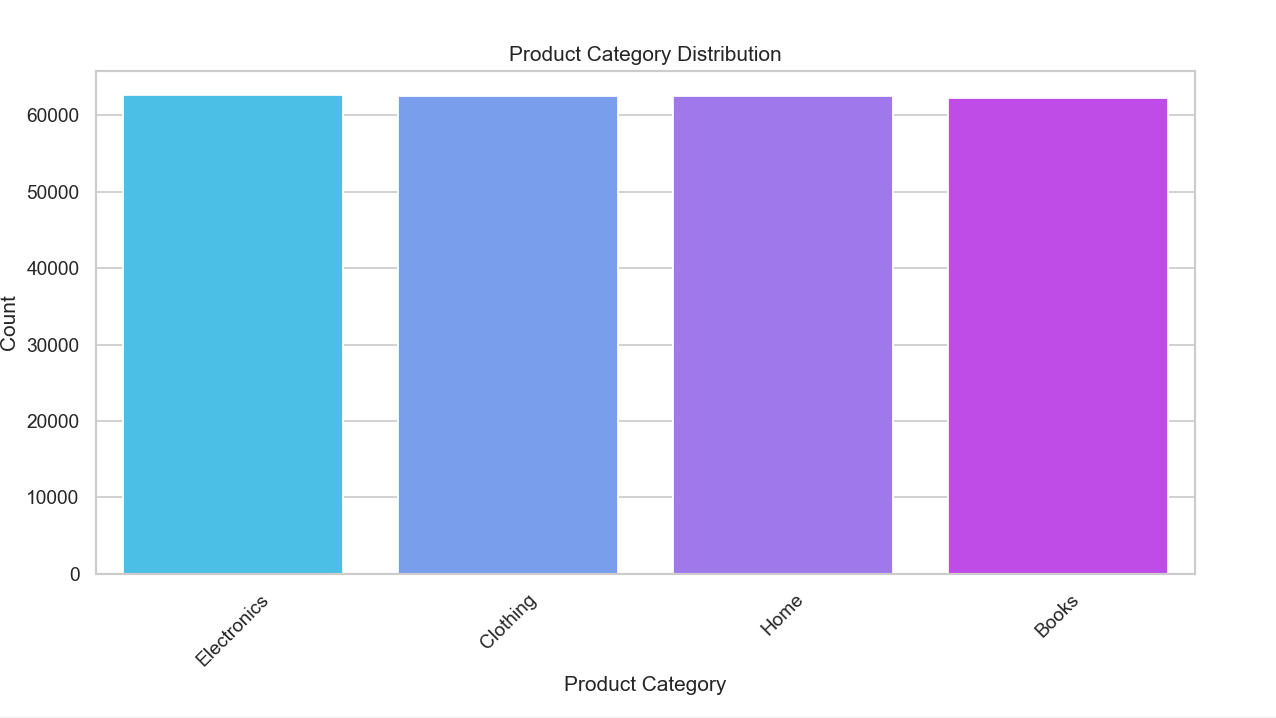 Product Category Distribution
60000
50000
40000
30000
20000
10000
0
Count
Electronics
Clothing
Home
Books
Product Category